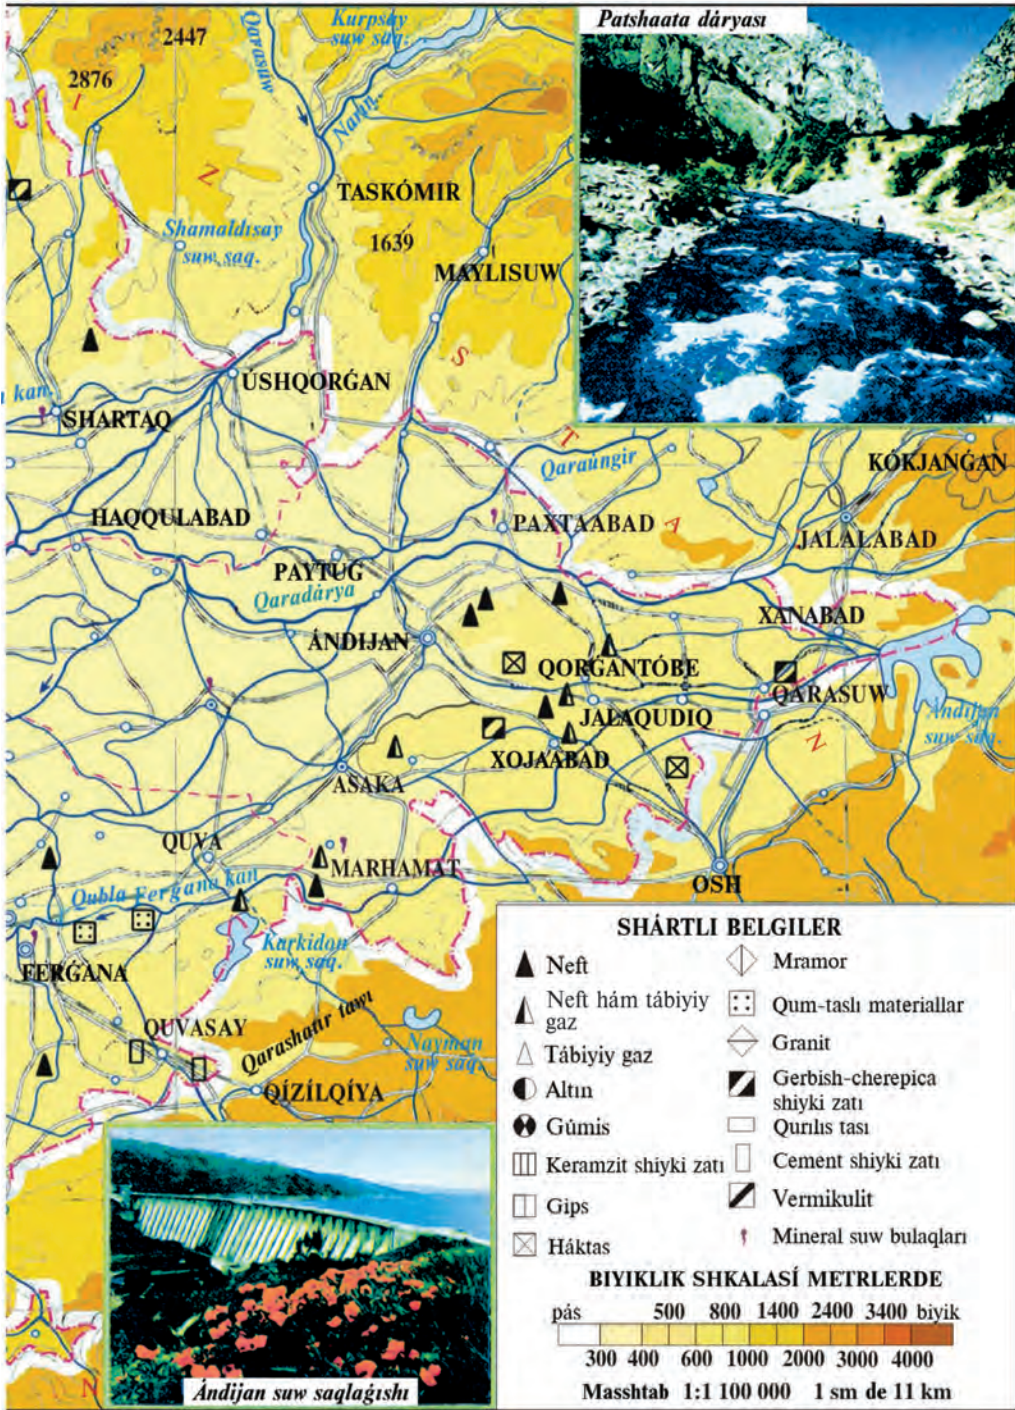 Patshaata dáryası
2447
2876
Qarasuw
Kurpsay
suw saq.
Narın
TASKÓMIR
Shamaldısay
suw saq.
1639
MAYLISUW
I
Z
S
T
A
N
ÚSHQORǴAN
kan.
SHARTAQ
Qaraúngir
KÓKJANǴAN
HAQQULABAD
PAXTAABAD
JALALABAD
PAYTUG
Qaradárya
XANABAD
ÁNDIJAN
QORGANTÓBE
QARASUW
JALAQUDIQ
Ándijan
suw saq.
XOJAABAD
ASAKA
QUVA
MARHAMAT
OSH
Oubla Fergana kan
FERǴANA
Karkidon
suw saq.
QUVASAY
Qarashatır tawı
Nayman
suw saq.
QÍZÍLQÍYA
N
SHÁRTLI BELGILER
Neft
Neft hám tábiyiy
gaz
Tábiyiy gaz
Altın
Gúmis
Keramzit shiyki zatı
Gips
Háktas
Mramor
Qum-taslı materiallar
Granit
Gerbish-cherepica
shiyki zatı
Qurılıs tası
Cement shiyki zatı
Vermikulit
Mineral suw bulaqları
BIYIKLIK SHKALASÍ METRLERDE
pás 500 800 1400 2400 3400 biyik
300 400 600 1000 2000 3000 4000
Masshtab 1:1 100 000 1 sm de 11 km
Ándijan suw saqlaǵıshı